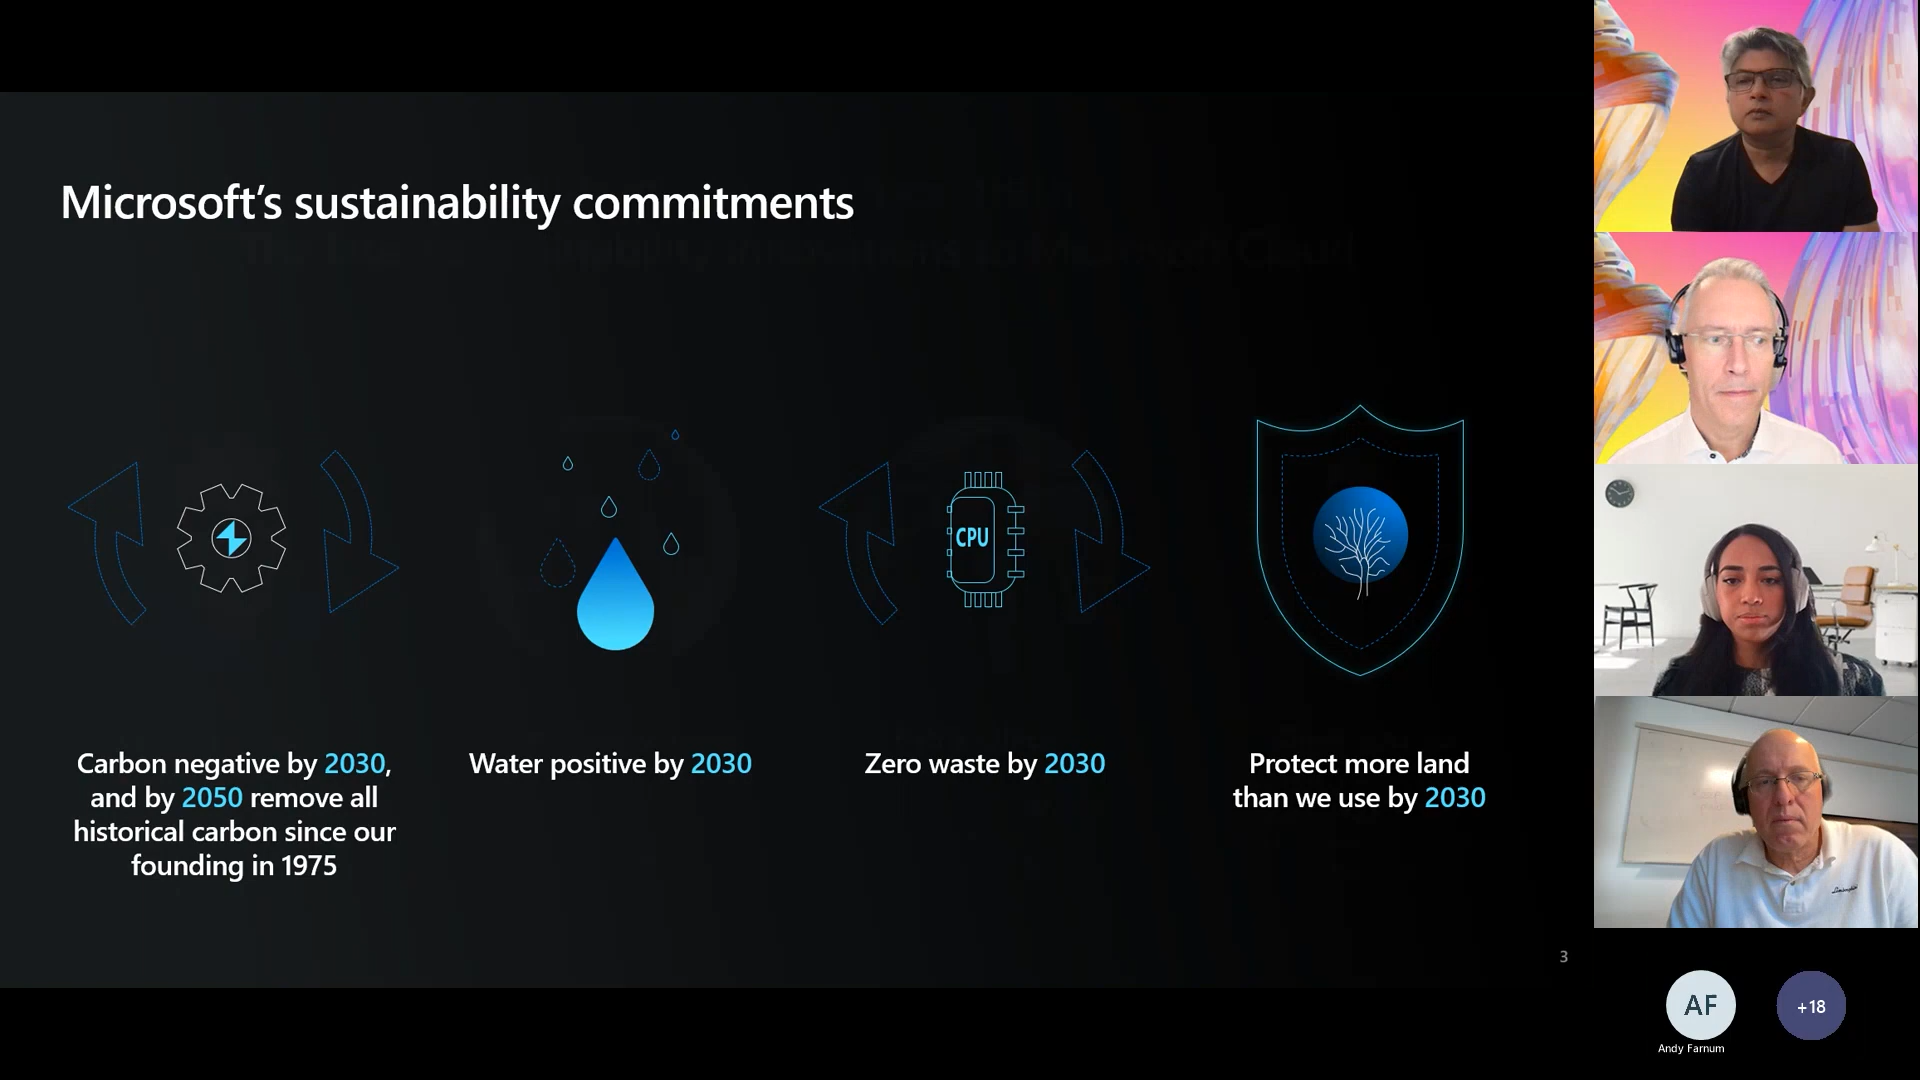 Microsoft's sustainability commitments
CPU
Carbon negative by 2030,
and by 2050 remove all
historical carbon since our
founding in 1975
Water positive by 2030
Zero waste by 2030
Protect more land
than we use by 2030
3
AF
+18
Andy Farnum